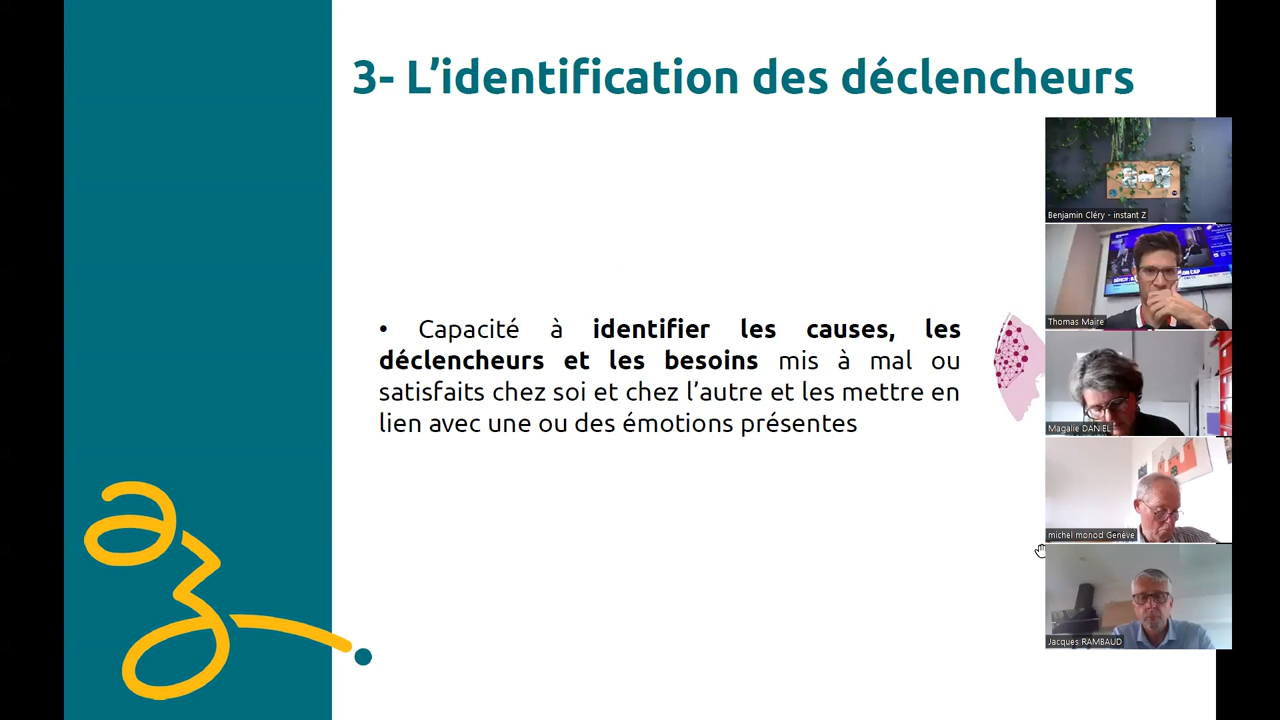 3- L’identification des déclencheurs
• Capacité à identifier les causes, les
déclencheurs et les besoins mis à mal ou
satisfaits chez soi et chez l’autre et les mettre en
lien avec une ou des émotions présentes
Benjamin Cléry - instant Z
Thomas Maire
Magalie DANIEL
michel monod Genève
Jacques RAMBAUD